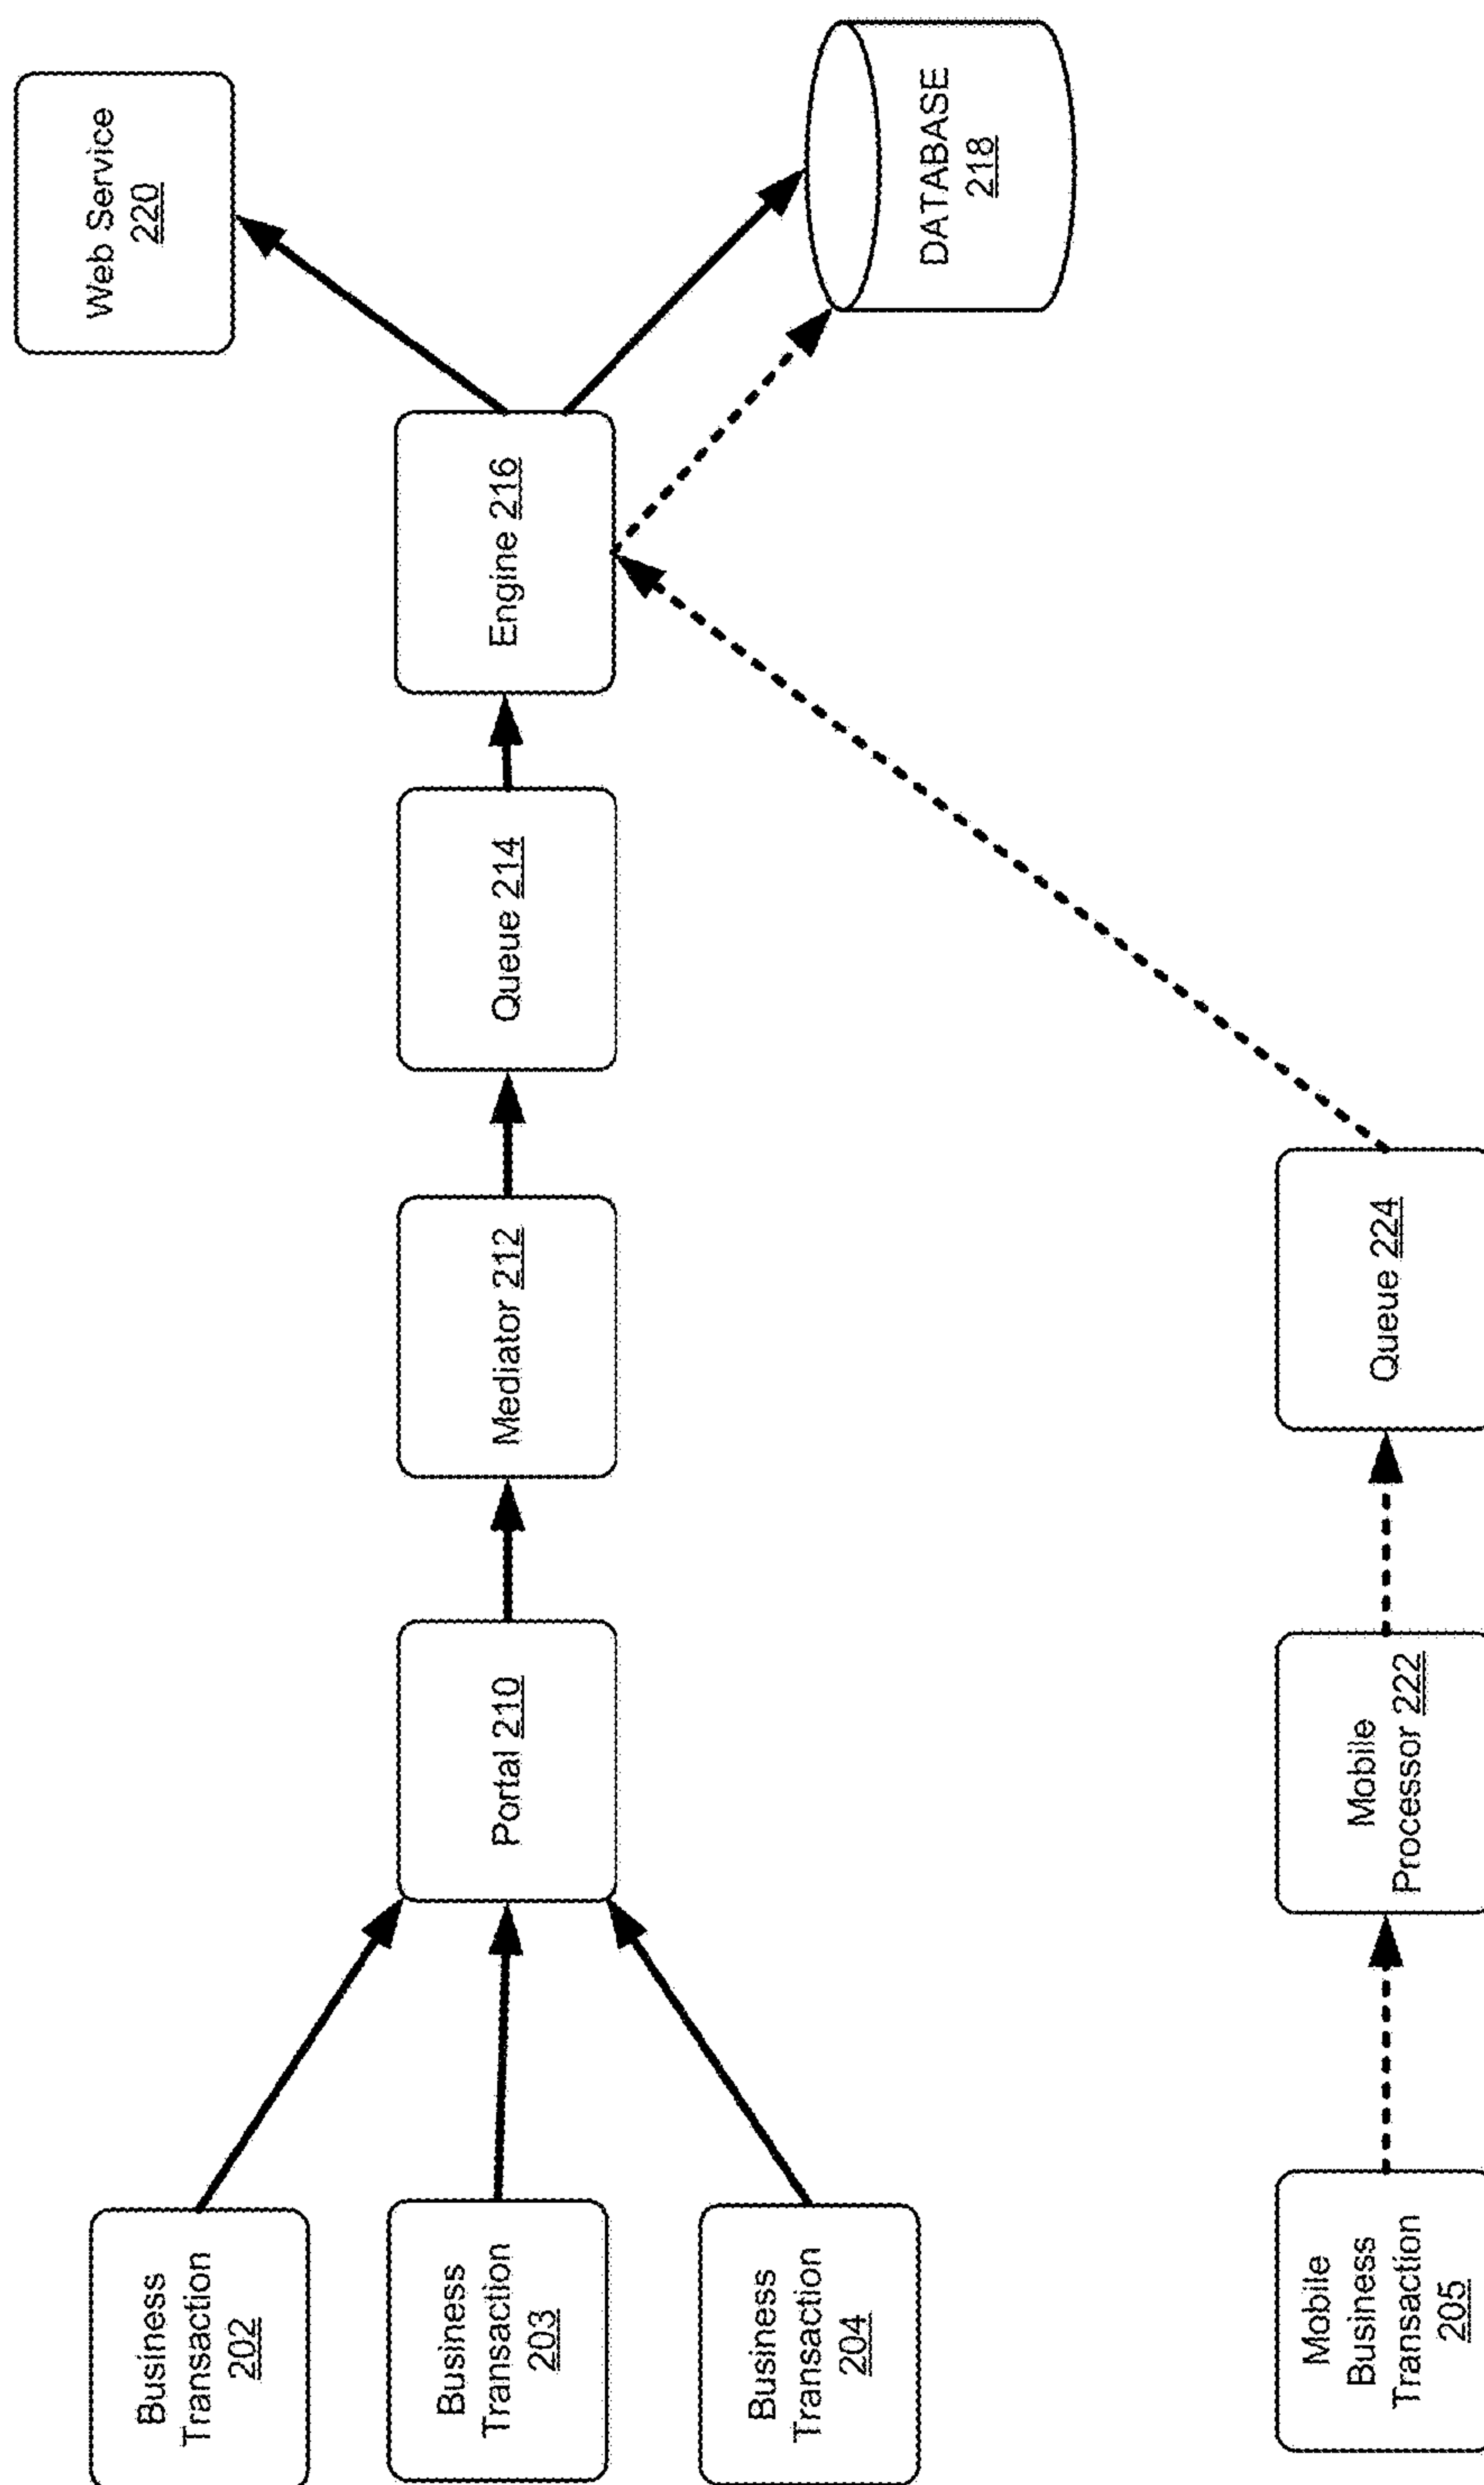 Business
Transaction
202
Business
Transaction
203
Business
Transaction
204
Portal 210
Mediator 212
Queue 214
Engine 216
Web Service
220
DATABASE
218
Mobile
Business
Transaction
205
Mobile
Processor 222
Queue 224